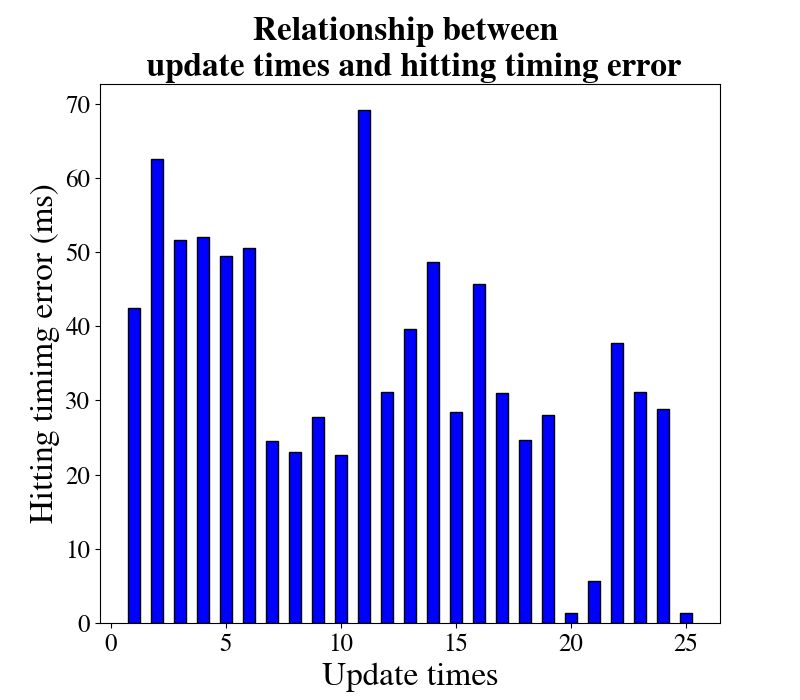 Relationship between
update times and hitting timing error
Hitting timimg error (ms)
70
60
50
40
30
20
10
0
0 5 10 15 20 25
Update times